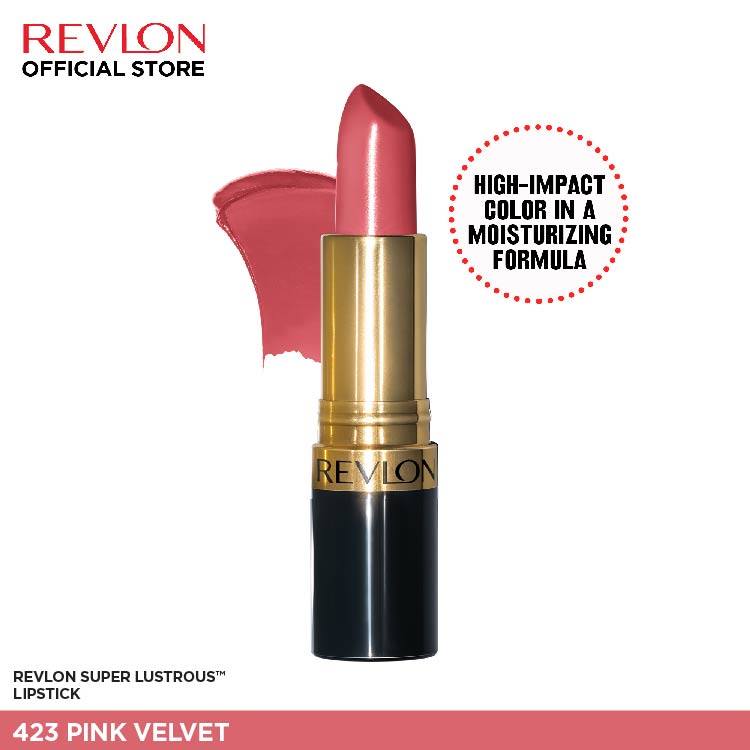 REVLON
OFFICIAL STORE
HIGH-IMPACT
COLOR IN A
MOISTURIZING
FORMULA
REVLON
REVLON SUPER LUSTROUS™
LIPSTICK
423 PINK VELVET